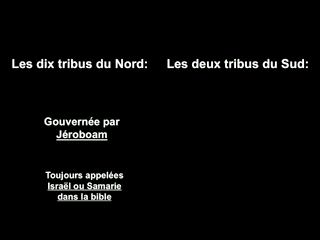 Les dix tribus du Nord:
Les deux tribus du Sud:
Gouvernée par
Jéroboam
Toujours appelées
Israël ou Samarie
dans la bible